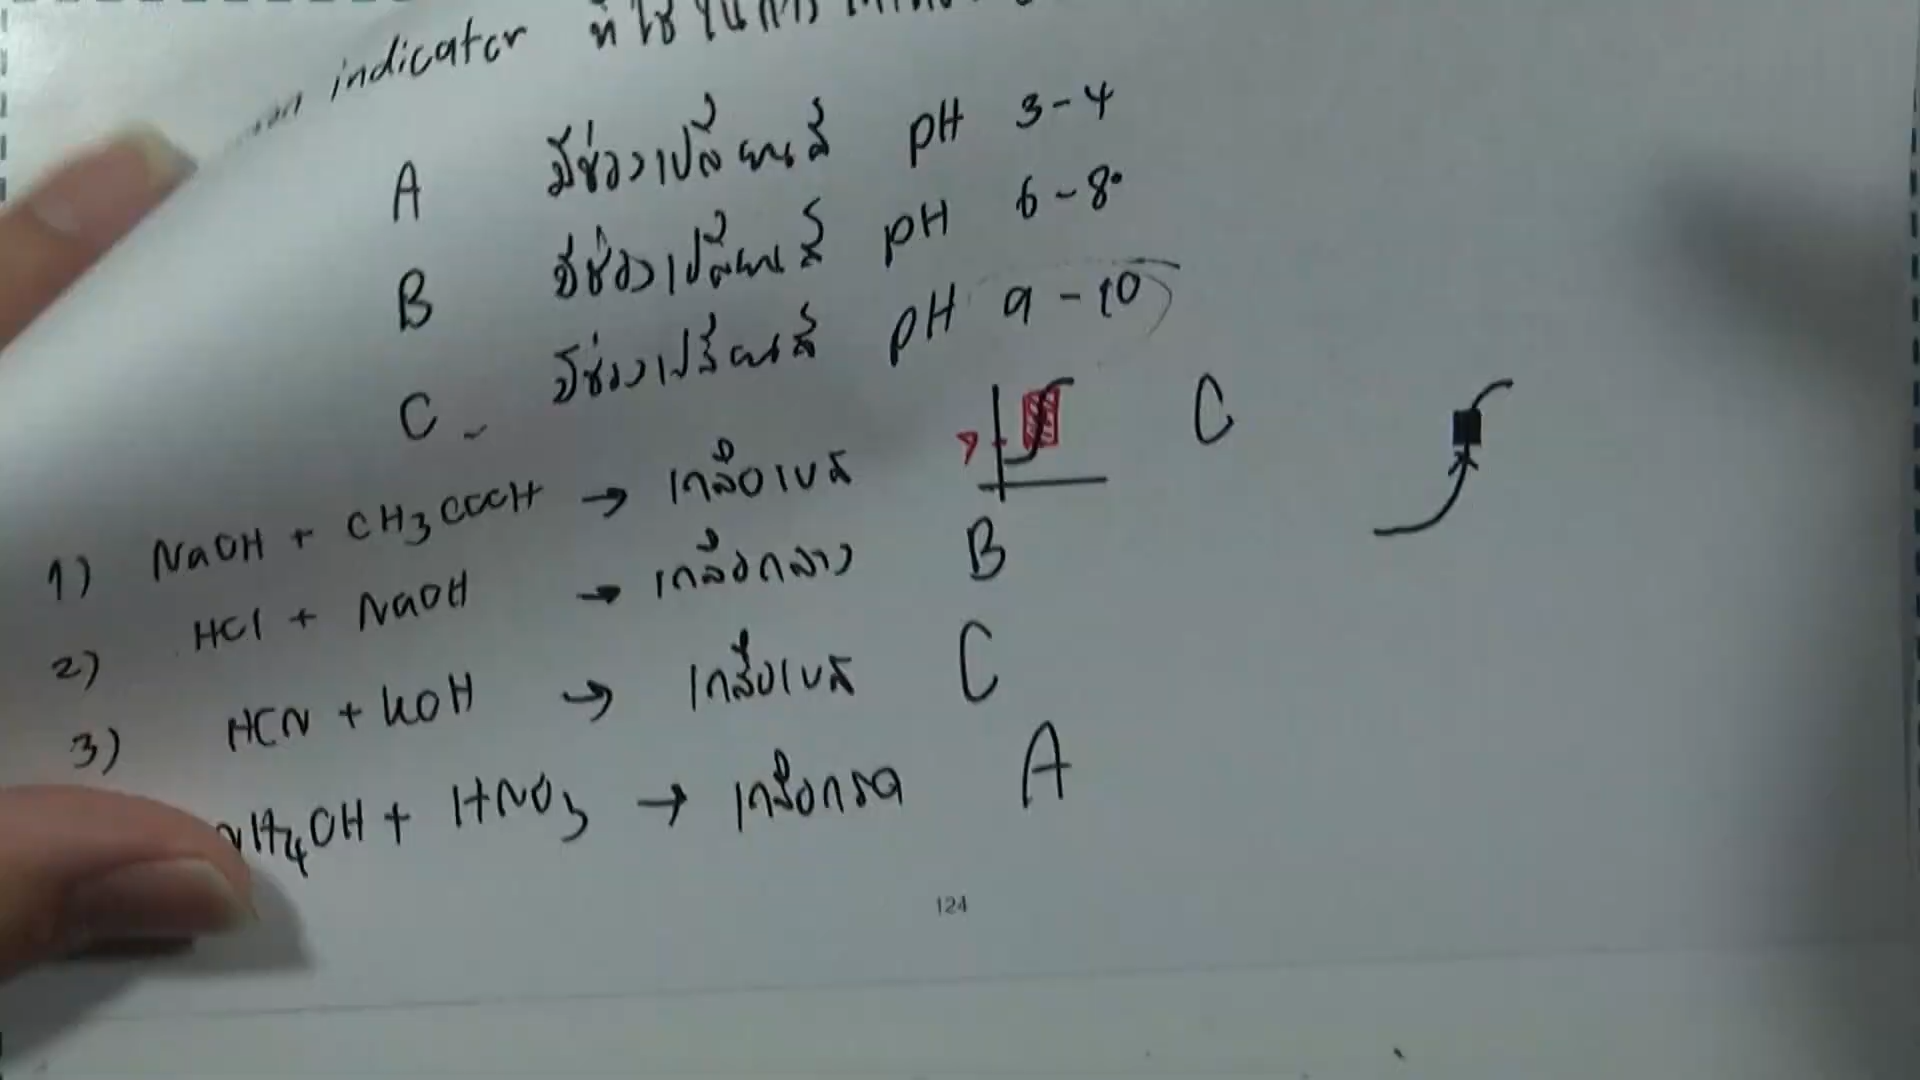 indicator ที่ใช้ในการ
A มีช่วงเปลี่ยนสี pH 3-4
B มีช่วงเปลี่ยนสี pH 6-8
C มีช่วงเปลี่ยนสี pH 9-10
1) NaOH + CH3COOH → เกลือเบส 7 C
2) HCl + NaOH → เกลือกลาง B
3) HCN + KOH → เกลือเบส C
NH4OH + HNO3 → เกลือกรด A
124